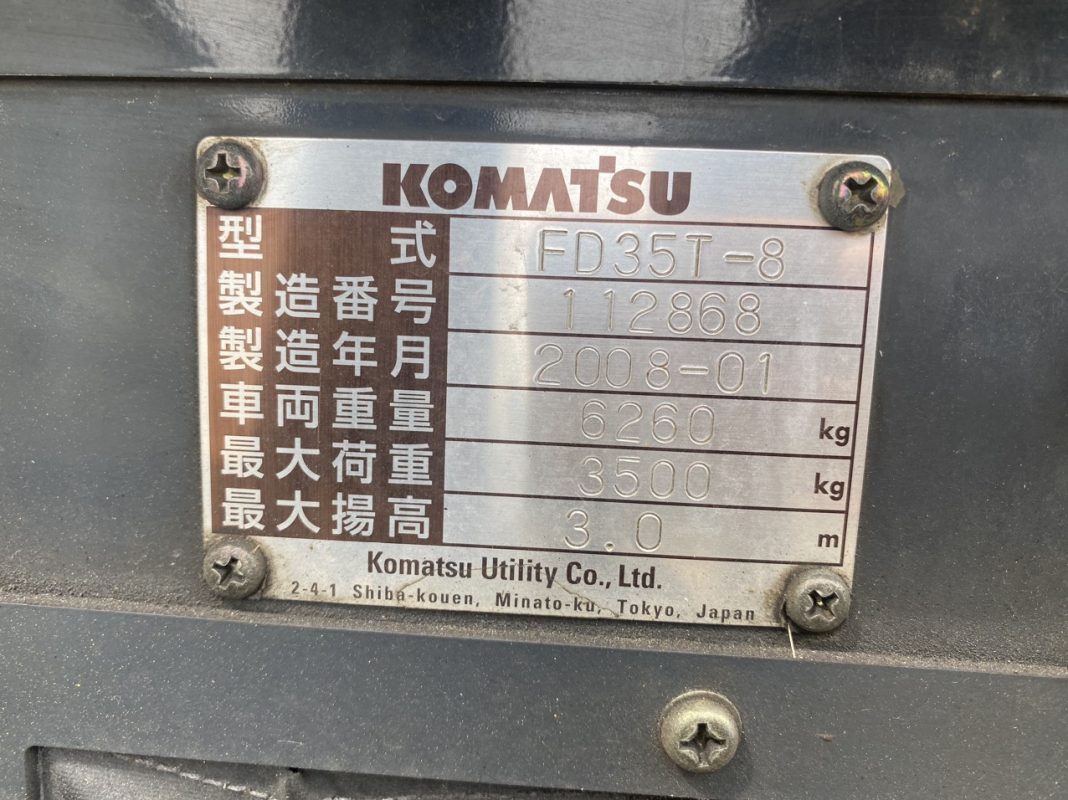 KOMATSU
型式 FD35T-8
製造番号 112868
製造年月 2008-01
車両重量 6260 kg
最大荷重 3500 kg
最大揚高 3.0 m
Komatsu Utility Co., Ltd.
2-4-1 Shiba-kouen, Minato-ku, Tokyo, Japan